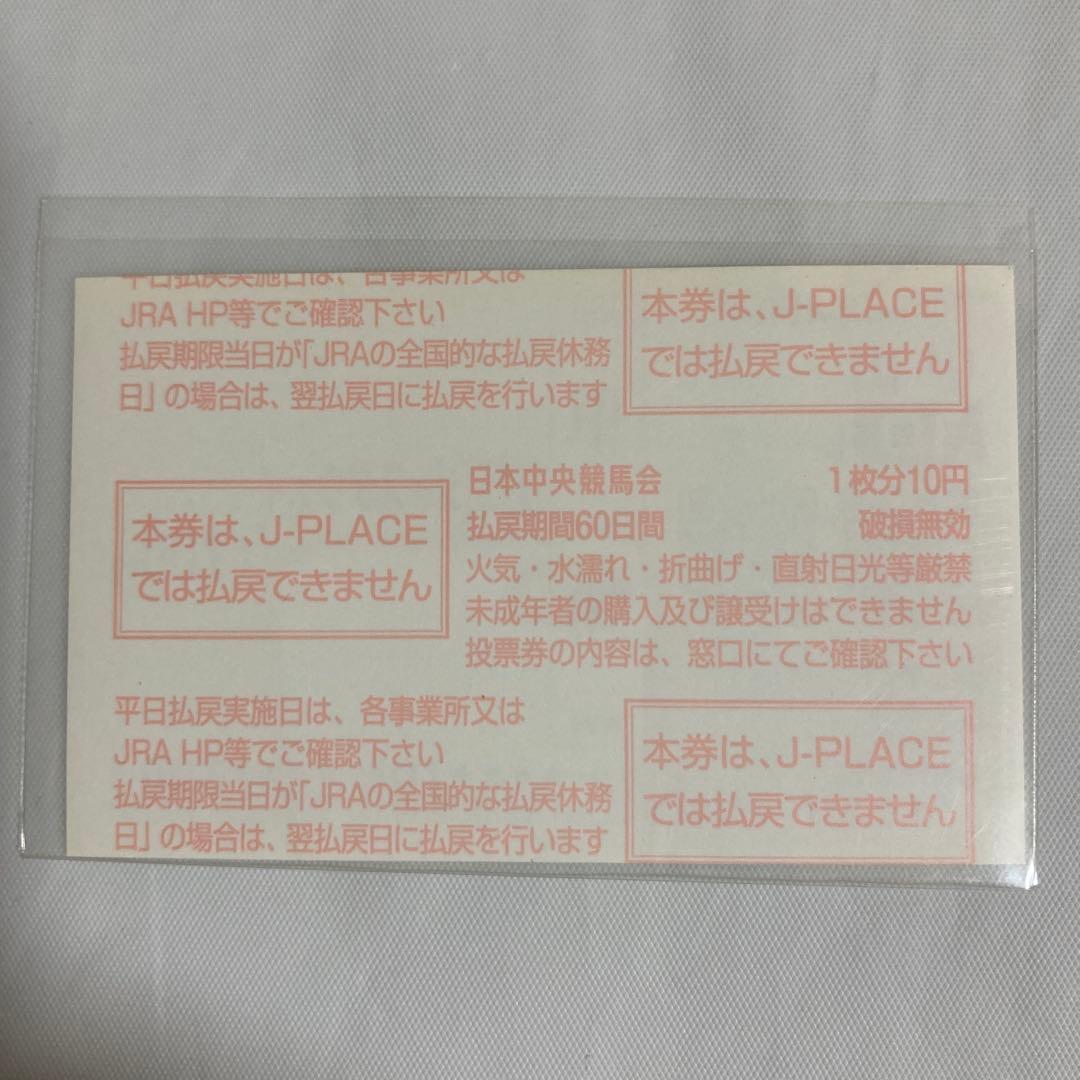 平日払戻実施日は、各事業所又は
JRA HP等でご確認下さい
払戻期限当日が「JRAの全国的な払戻休務
日」の場合は、翌払戻日に払戻を行います
本券は、J-PLACE
では払戻できません
本券は、J-PLACE
では払戻できません
日本中央競馬会 1枚分10円
払戻期間60日間 破損無効
火気・水濡れ・折曲げ・直射日光等厳禁
未成年者の購入及び譲受けはできません
投票券の内容は、窓口にてご確認下さい
平日払戻実施日は、各事業所又は
JRA HP等でご確認下さい
払戻期限当日が「JRAの全国的な払戻休務
日」の場合は、翌払戻日に払戻を行います
本券は、J-PLACE
では払戻できません